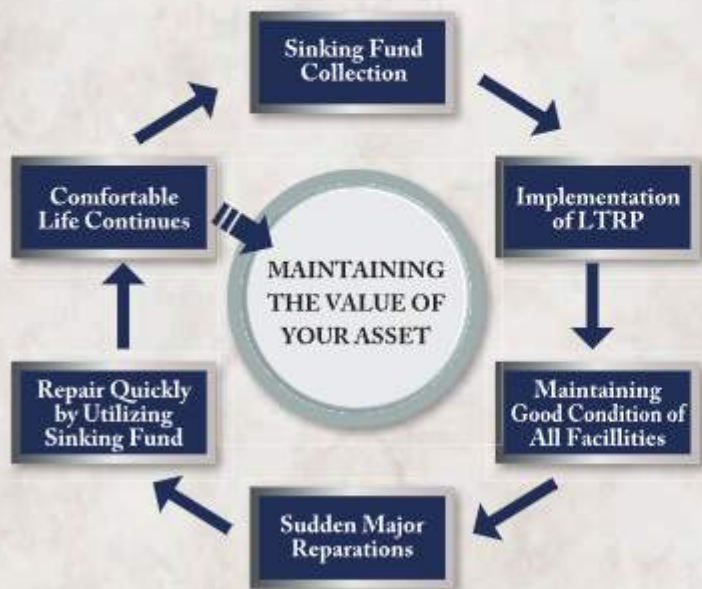 Sinking Fund
Collection
Implementation
of LTRP
Maintaining
Good Condition of
All Facillities
Sudden Major
Reparations
Repair Quickly
by Utilizing
Sinking Fund
Comfortable
Life Continues
MAINTAINING
THE VALUE OF
YOUR ASSET